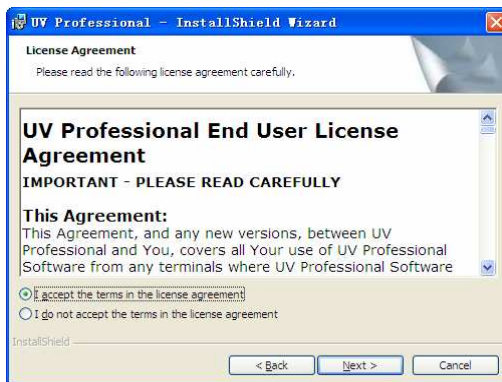 UV Professional - InstallShield Wizard
License Agreement
Please read the following license agreement carefully.
UV Professional End User License
Agreement
IMPORTANT - PLEASE READ CAREFULLY
This Agreement:
This Agreement, and any new versions, between UV
Professional and You, covers all Your use of UV Professional
Software from any terminals where UV Professional Software
I accept the terms in the license agreement
I do not accept the terms in the license agreement
InstallShield
< Back
Next >
Cancel